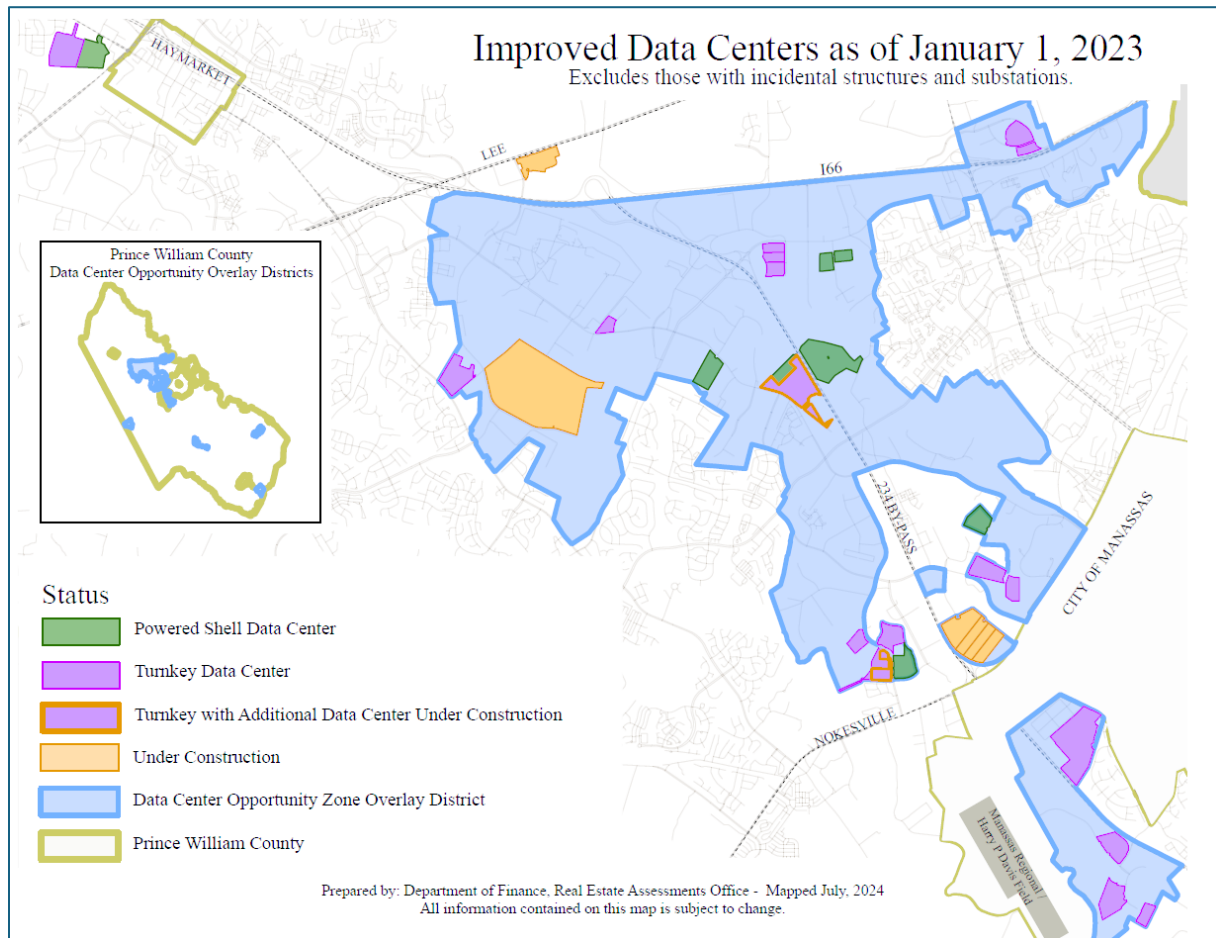 Improved Data Centers as of January 1, 2023
Excludes those with incidental structures and substations.
HAYMARKET
LEE
I66
Prince William County
Data Center Opportunity Overlay Districts
234 BY-PASS
CITY OF MANASSAS
NOKESVILLE
Manassas Regional /
Harry P Davis Field
Status
Powered Shell Data Center
Turnkey Data Center
Turnkey with Additional Data Center Under Construction
Under Construction
Data Center Opportunity Zone Overlay District
Prince William County
Prepared by: Department of Finance, Real Estate Assessments Office - Mapped July, 2024
All information contained on this map is subject to change.